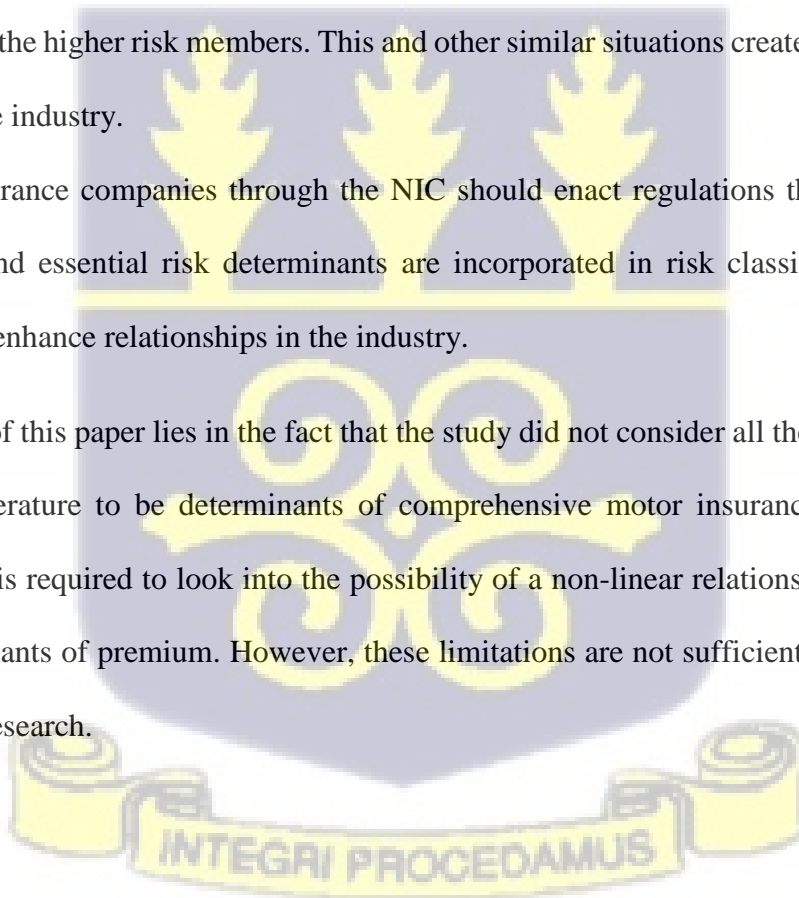 the higher risk members. This and other similar situations create
industry.
rance companies through the NIC should enact regulations
nd essential risk determinants are incorporated in risk classi
enhance relationships in the industry.
of this paper lies in the fact that the study did not consider all the
erature to be determinants of comprehensive motor insuranc
is required to look into the possibility of a non-linear relations
ants of premium. However, these limitations are not sufficient
esearch.
INTEGRI PROCEDAMUS